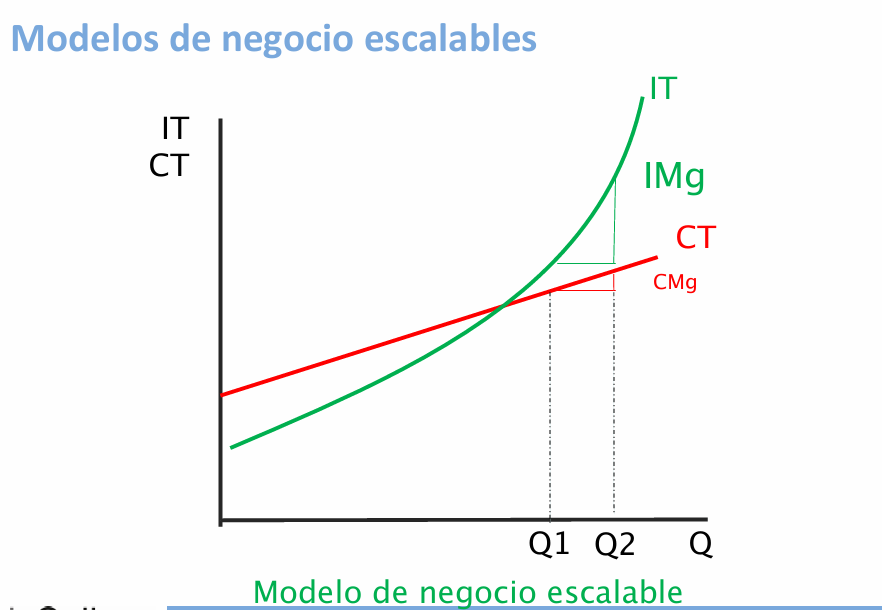 Modelos de negocio escalables
IT
IT
CT
IMg
CT
CMg
Q1
Q2
Q
Modelo de negocio escalable